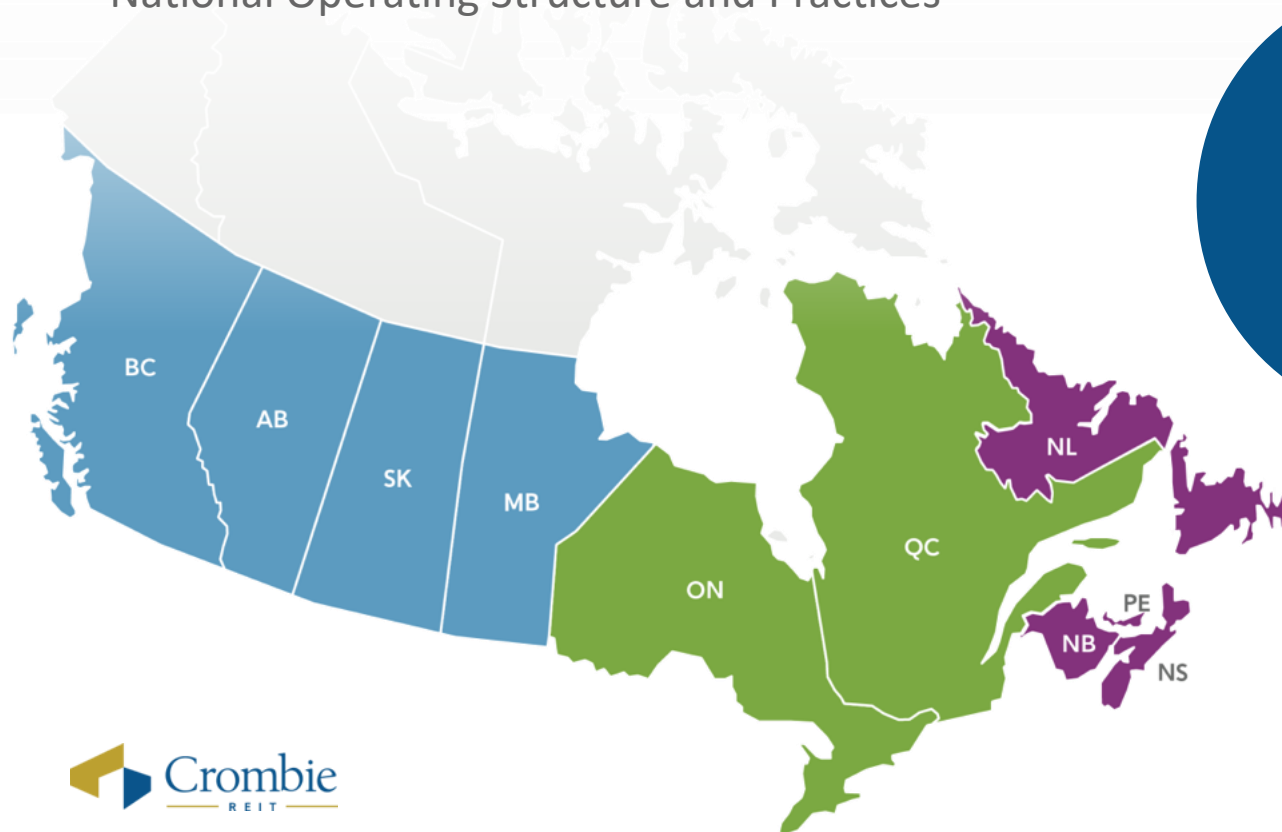 National Operating Structure and Practices
BC
AB
SK
MB
ON
QC
NL
PE
NB
NS
Crombie
REIT